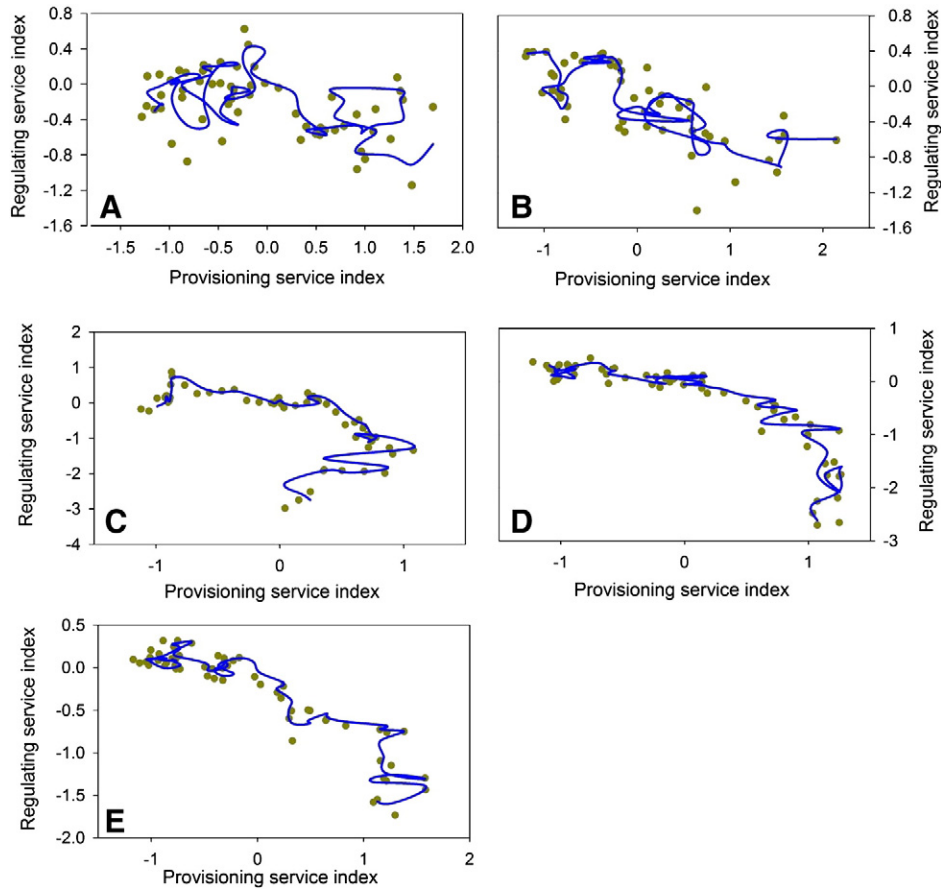 0.8
0.4
0.0
-0.4
-0.8
-1.2
-1.6
Regulating service index
A
-1.5 -1.0 -0.5 0.0 0.5 1.0 1.5 2.0
Provisioning service index
0.8
0.4
0.0
-0.4
-0.8
-1.2
-1.6
Regulating service index
B
-1 0 1 2
Provisioning service index
2
1
0
-1
-2
-3
-4
Regulating service index
C
-1 0 1
Provisioning service index
1
0
-1
-2
-3
Regulating service index
D
-1 0 1
Provisioning service index
0.5
0.0
-0.5
-1.0
-1.5
-2.0
Regulating service index
E
-1 0 1 2
Provisioning service index